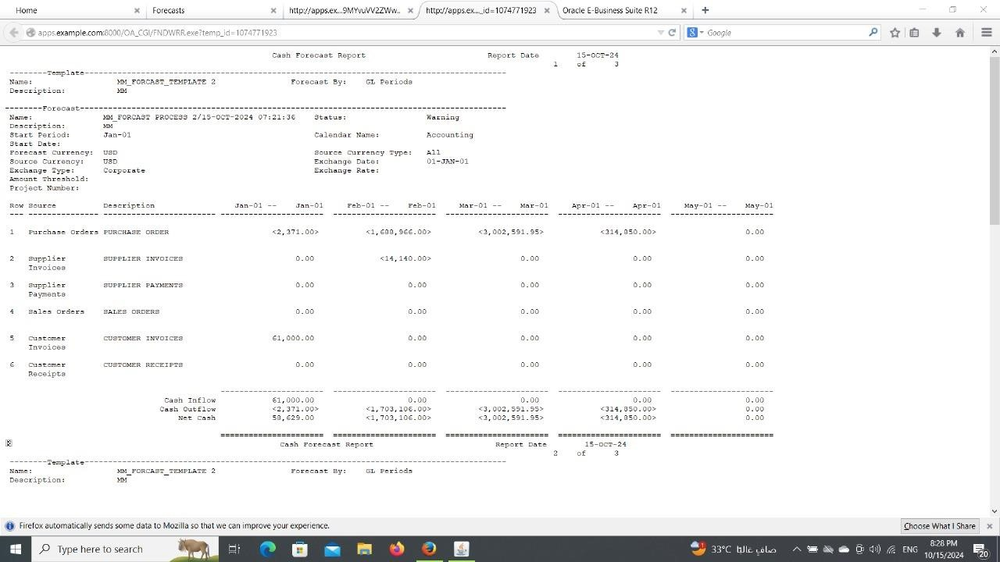 Home
Forecasts
http://apps.ex...9MYvuVV2ZWw..
http://apps.ex..._id=1074771923
Oracle E-Business Suite R12
apps.example.com:8000/OA_CGI/FNDWRR.exe?temp_id=1074771923
Google
Cash Forecast Report Report Date 15-OCT-24
1 of 3
---------Template------------------------------------------------------------------------------------------
Name: MM_FORCAST_TEMPLATE 2 Forecast By: GL Periods
Description: MM
--------Forecast-------------------------------------------------------------------------------------------
Name: MM_FORCAST PROCESS 2/15-OCT-2024 07:21:36 Status: Warning
Description: MM
Start Period: Jan-01 Calendar Name: Accounting
Start Date:
Forecast Currency: USD Source Currency Type: All
Source Currency: USD Exchange Date: 01-JAN-01
Exchange Type: Corporate Exchange Rate:
Amount Threshold:
Project Number:
Row Source Description Jan-01 -- Jan-01 Feb-01 -- Feb-01 Mar-01 -- Mar-01 Apr-01 -- Apr-01 May-01 -- May-01
--- --------------- ------------------------ ---------------------- ---------------------- ---------------------- ---------------------- ----------------------
1 Purchase Orders PURCHASE ORDER <2,371.00> <1,688,966.00> <3,002,591.95> <314,850.00> 0.00
2 Supplier SUPPLIER INVOICES 0.00 <14,140.00> 0.00 0.00 0.00
Invoices
3 Supplier SUPPLIER PAYMENTS 0.00 0.00 0.00 0.00 0.00
Payments
4 Sales Orders SALES ORDERS 0.00 0.00 0.00 0.00 0.00
5 Customer CUSTOMER INVOICES 61,000.00 0.00 0.00 0.00 0.00
Invoices
6 Customer CUSTOMER RECEIPTS 0.00 0.00 0.00 0.00 0.00
Receipts
---------------------- ---------------------- ---------------------- ---------------------- ----------------------
Cash Inflow 61,000.00 0.00 0.00 0.00 0.00
Cash Outflow <2,371.00> <1,703,106.00> <3,002,591.95> <314,850.00> 0.00
Net Cash 58,629.00 <1,703,106.00> <3,002,591.95> <314,850.00> 0.00
====================== ====================== ====================== ====================== ======================
Cash Forecast Report Report Date 15-OCT-24
2 of 3
---------Template------------------------------------------------------------------------------------------
Name: MM_FORCAST_TEMPLATE 2 Forecast By: GL Periods
Description: MM
Firefox automatically sends some data to Mozilla so that we can improve your experience.
Choose What I Share
Type here to search
1
33°C صافٍ غالبًا
ENG
8:28 PM
10/15/2024
20